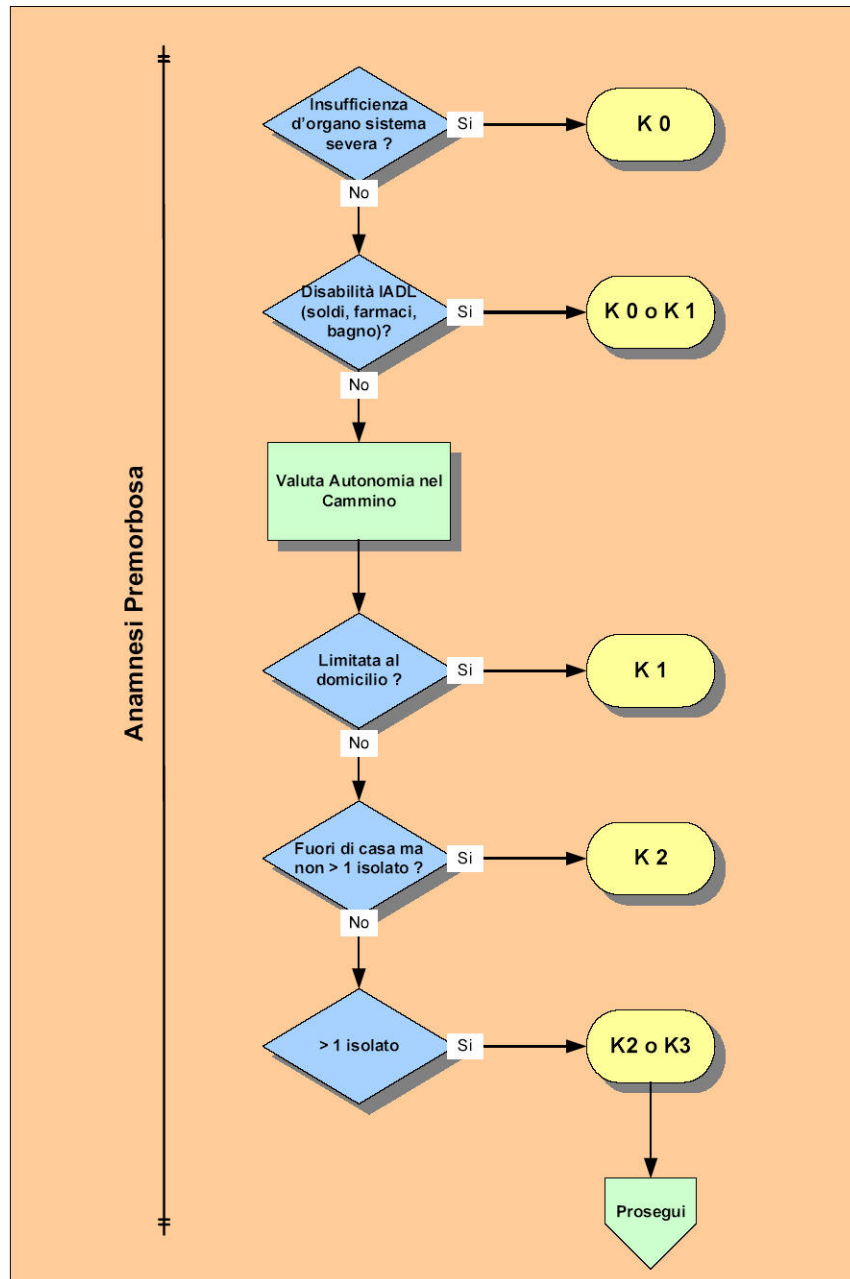 Anamnesi Premorbosa
Insufficienza
d'organo sistema
severa ?
Si
K 0
No
Disabilità IADL
(soldi, farmaci,
bagno)?
Si
K 0 o K 1
No
Valuta Autonomia nel
Cammino
Limitata al
domicilio ?
Si
K 1
No
Fuori di casa ma
non > 1 isolato ?
Si
K 2
No
> 1 isolato
Si
K2 o K3
Prosegui